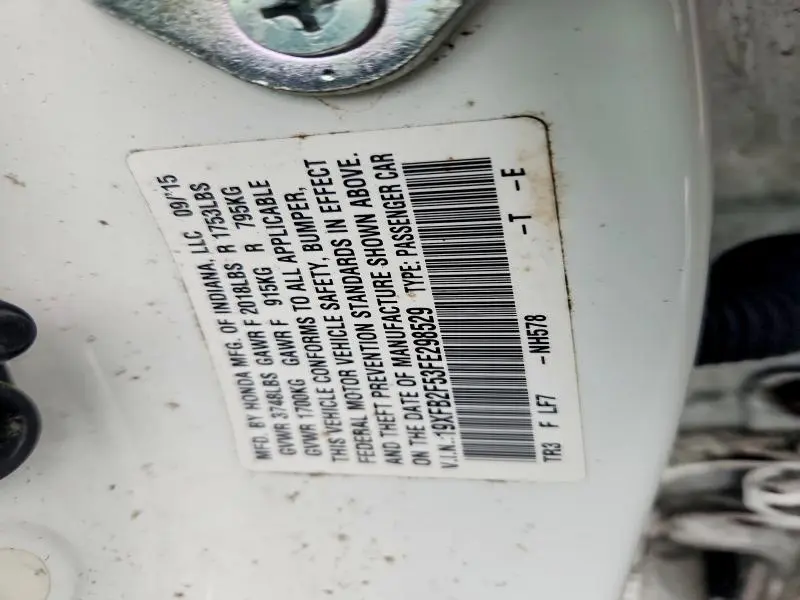 MFD. BY HONDA MFG. OF INDIANA, LLC 09/'15
GVWR 3748LBS GAWR F 2018LBS R 1753LBS
GVWR 1700KG GAWR F 915KG R 795KG
THIS VEHICLE CONFORMS TO ALL APPLICABLE
FEDERAL MOTOR VEHICLE SAFETY, BUMPER,
AND THEFT PREVENTION STANDARDS IN EFFECT
ON THE DATE OF MANUFACTURE SHOWN ABOVE.
V.I.N.:19XFB2F53FE298529 TYPE: PASSENGER CAR
TR3 F LF7 -NH578 -T -E